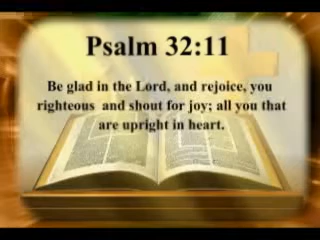 Psalm 32:11
Be glad in the Lord, and rejoice, you
righteous and shout for joy; all you that
are upright in heart.